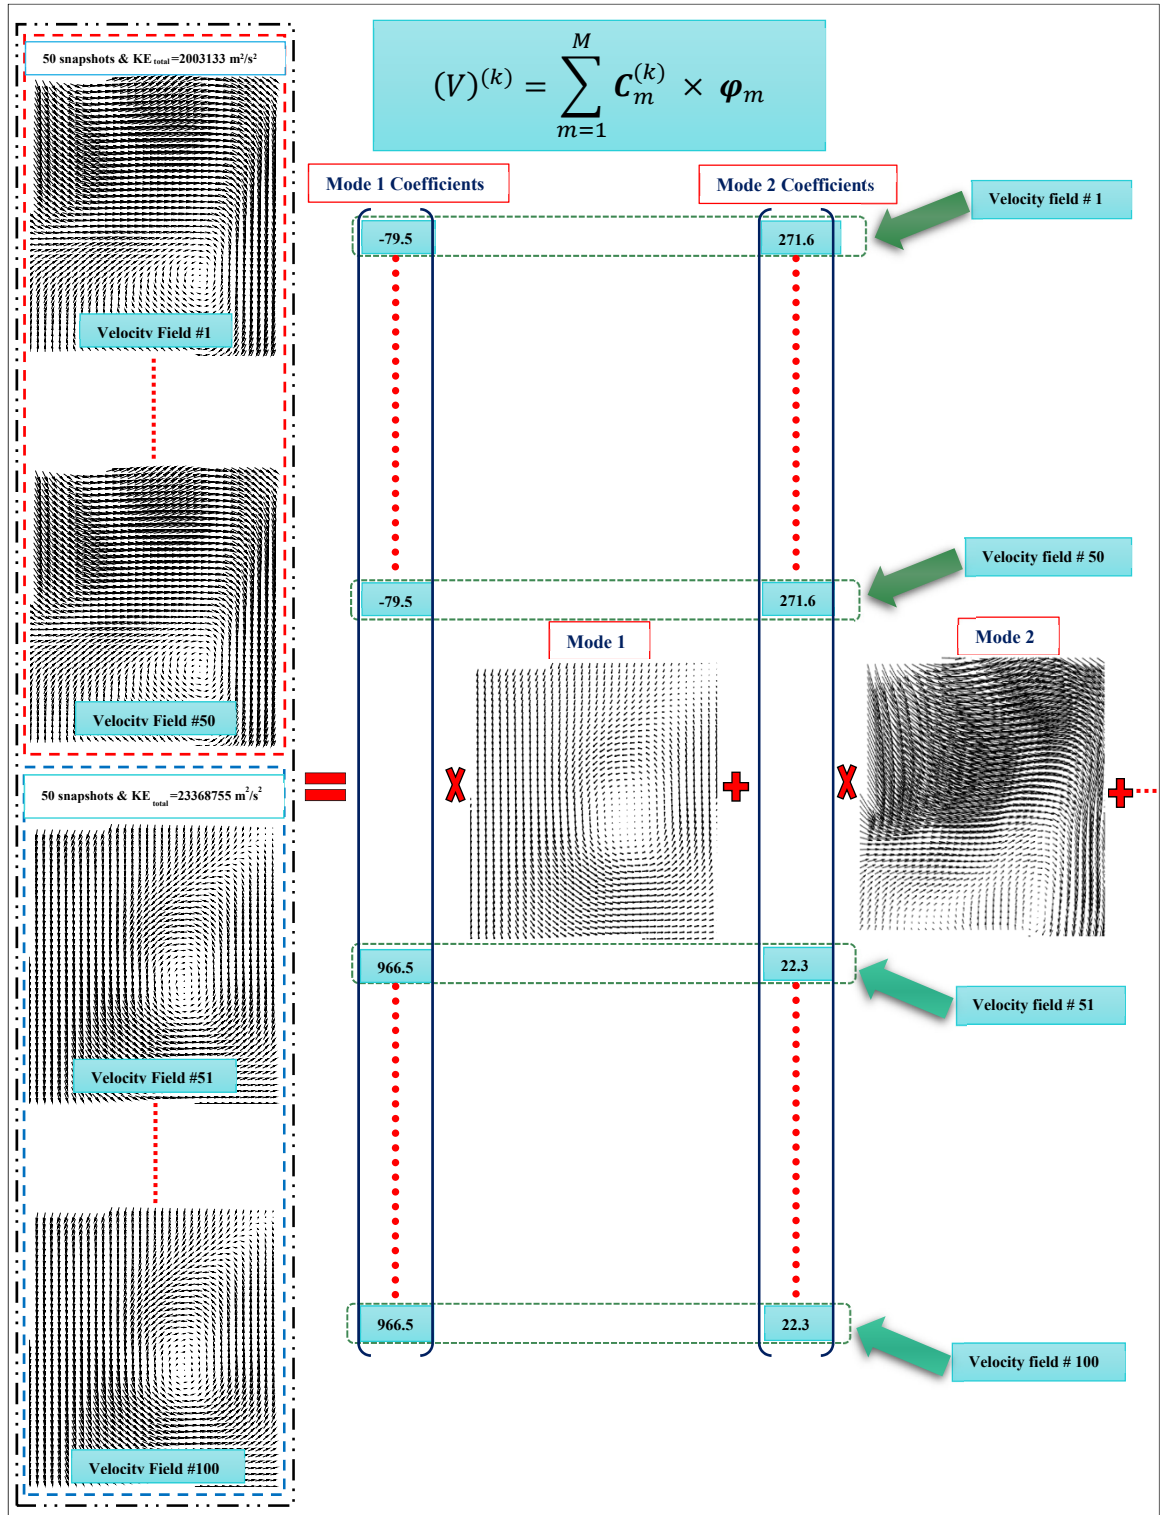 50 snapshots & KE total=2003133 m²/s²
(V)^(k) = ∑_{m=1}^{M} C_m^(k) × φ_m
Mode 1 Coefficients
Mode 2 Coefficients
Velocity field # 1
-79.5
271.6
Velocity Field #1
Velocity field # 50
-79.5
271.6
Mode 1
Mode 2
Velocity Field #50
50 snapshots & KE total=23368755 m²/s²
=
×
+
×
+
966.5
22.3
Velocity field # 51
Velocity Field #51
966.5
22.3
Velocity field # 100
Velocity Field #100